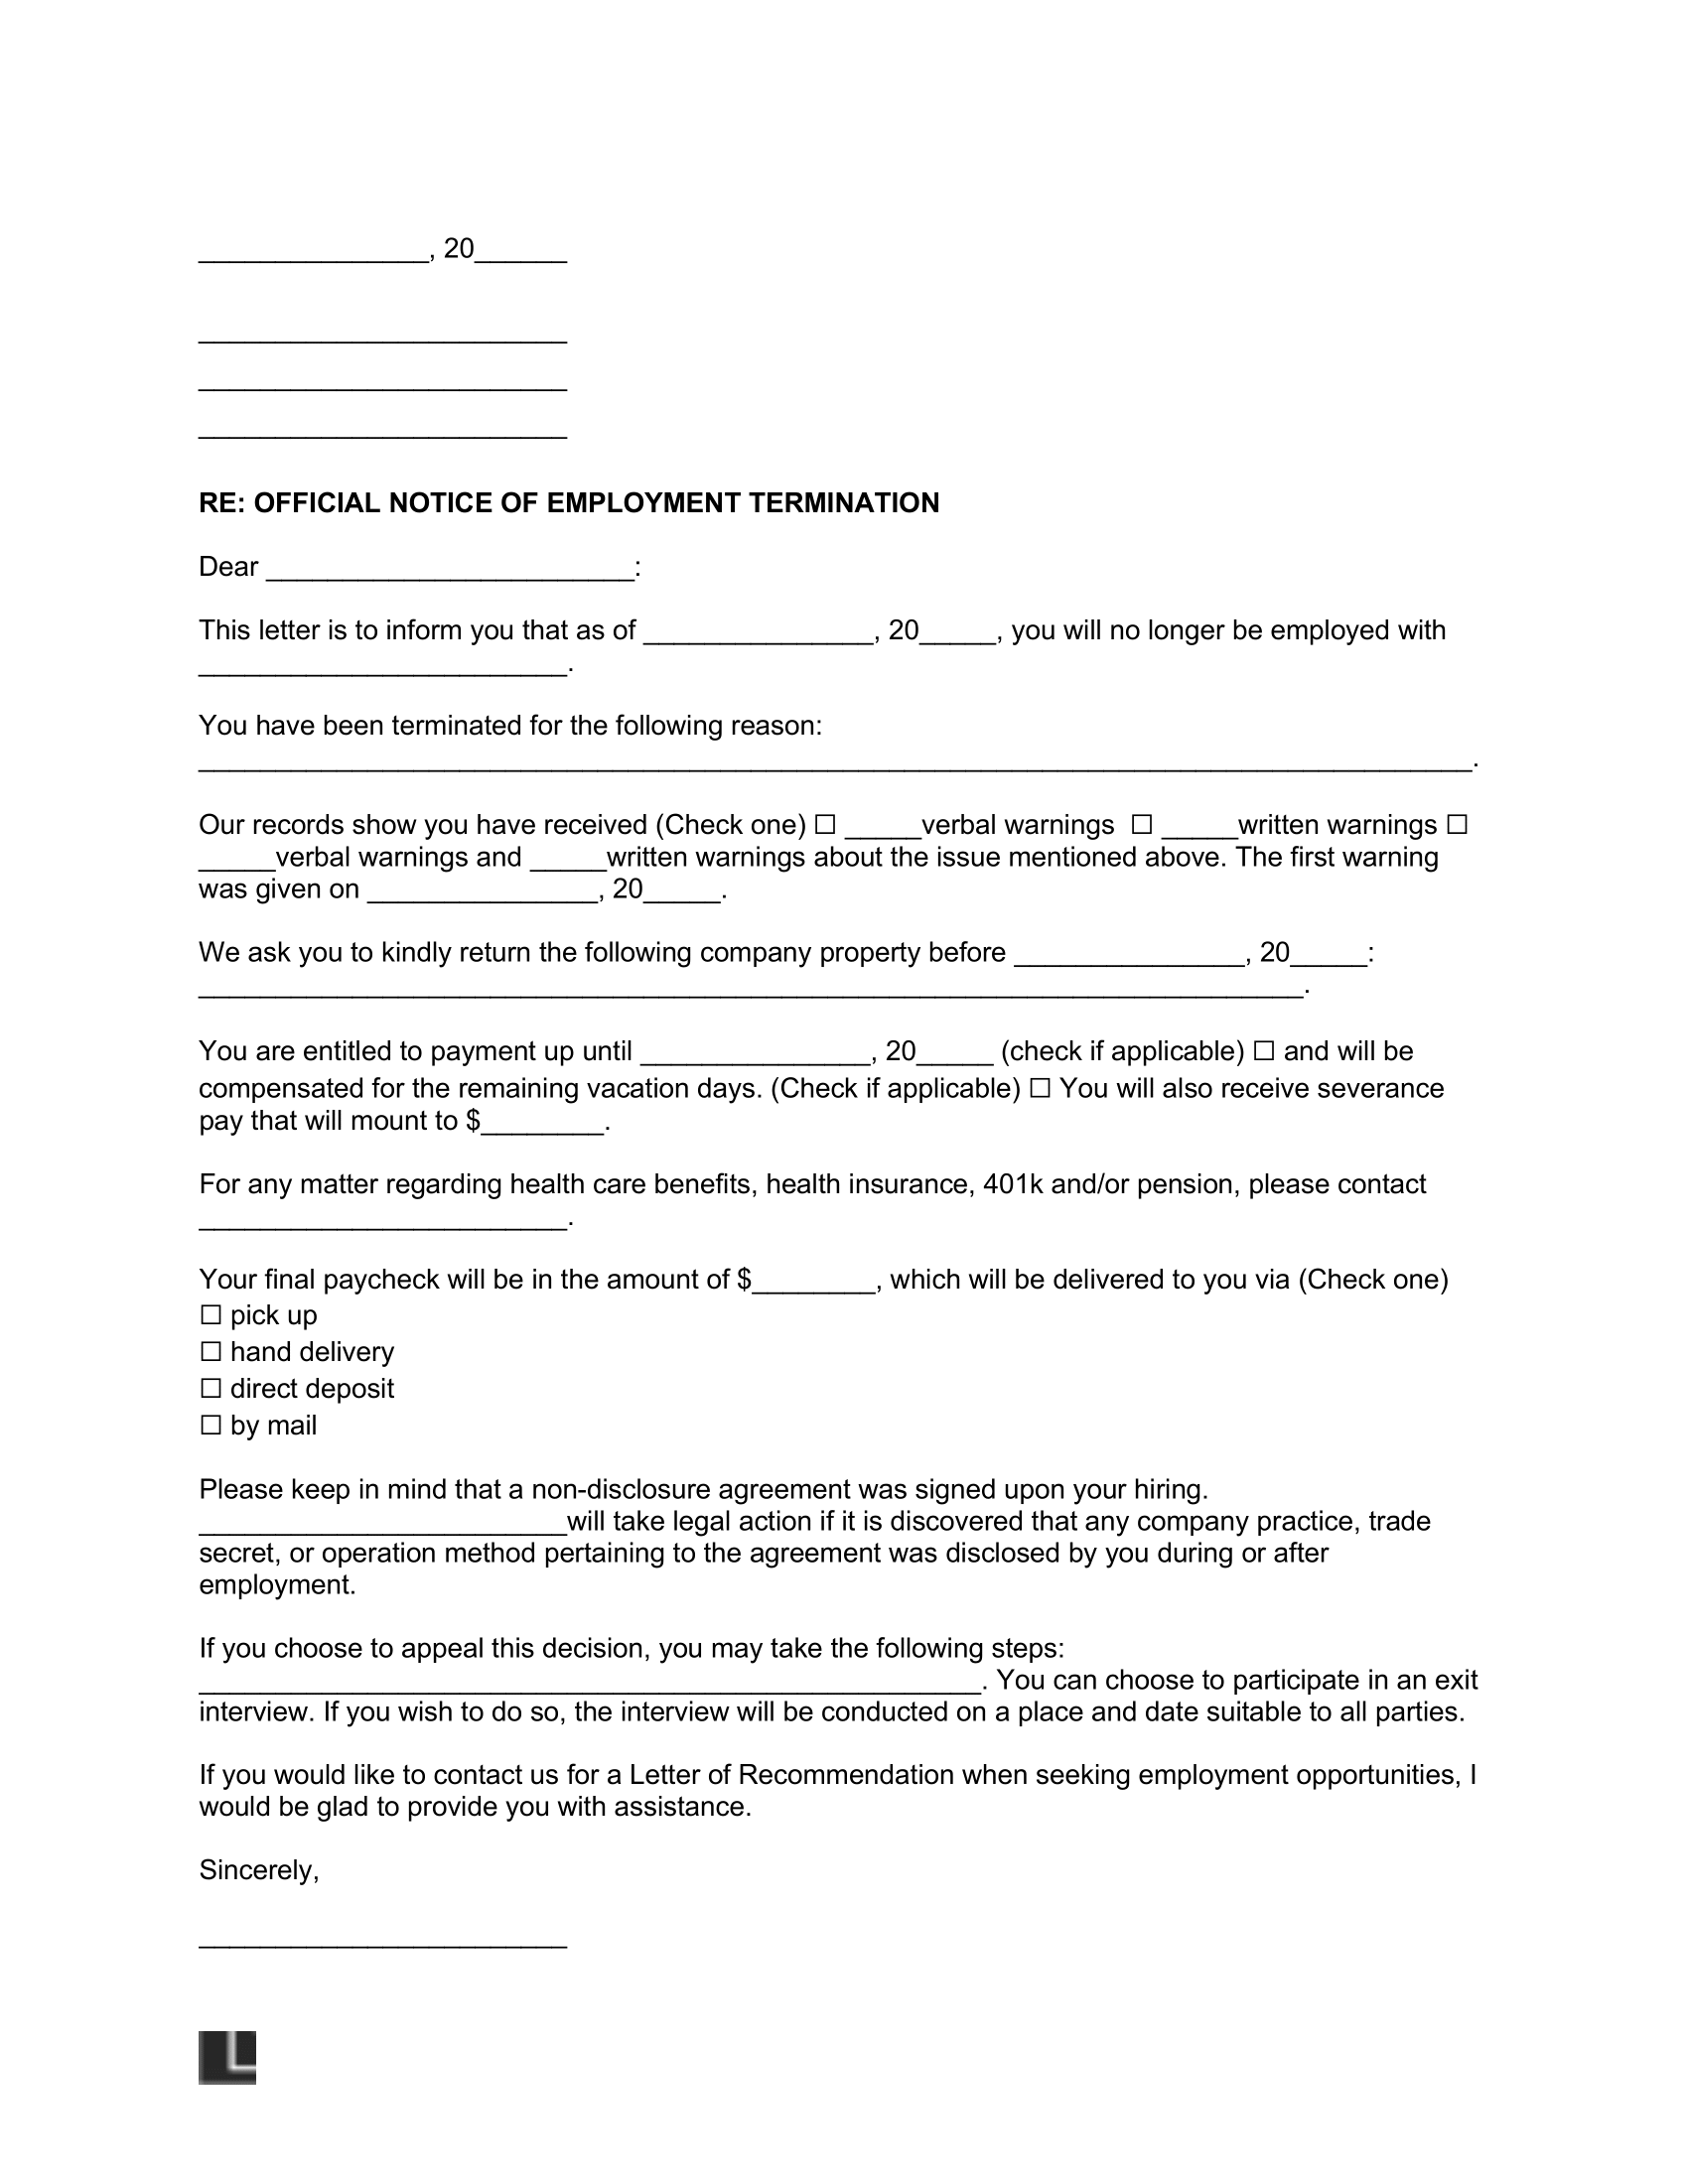 _______________, 20______
________________________
________________________
________________________
RE: OFFICIAL NOTICE OF EMPLOYMENT TERMINATION
Dear ________________________:
This letter is to inform you that as of _______________, 20_____, you will no longer be employed with
________________________.
You have been terminated for the following reason:
___________________________________________________________________________________.
Our records show you have received (Check one) ☐ _____verbal warnings ☐ _____written warnings ☐
_____verbal warnings and _____written warnings about the issue mentioned above. The first warning
was given on _______________, 20_____.
We ask you to kindly return the following company property before _______________, 20_____:
________________________________________________________________________.
You are entitled to payment up until _______________, 20_____ (check if applicable) ☐ and will be
compensated for the remaining vacation days. (Check if applicable) ☐ You will also receive severance
pay that will mount to $________.
For any matter regarding health care benefits, health insurance, 401k and/or pension, please contact
________________________.
Your final paycheck will be in the amount of $________, which will be delivered to you via (Check one)
☐ pick up
☐ hand delivery
☐ direct deposit
☐ by mail
Please keep in mind that a non-disclosure agreement was signed upon your hiring.
________________________will take legal action if it is discovered that any company practice, trade
secret, or operation method pertaining to the agreement was disclosed by you during or after
employment.
If you choose to appeal this decision, you may take the following steps:
___________________________________________________. You can choose to participate in an exit
interview. If you wish to do so, the interview will be conducted on a place and date suitable to all parties.
If you would like to contact us for a Letter of Recommendation when seeking employment opportunities, I
would be glad to provide you with assistance.
Sincerely,
________________________